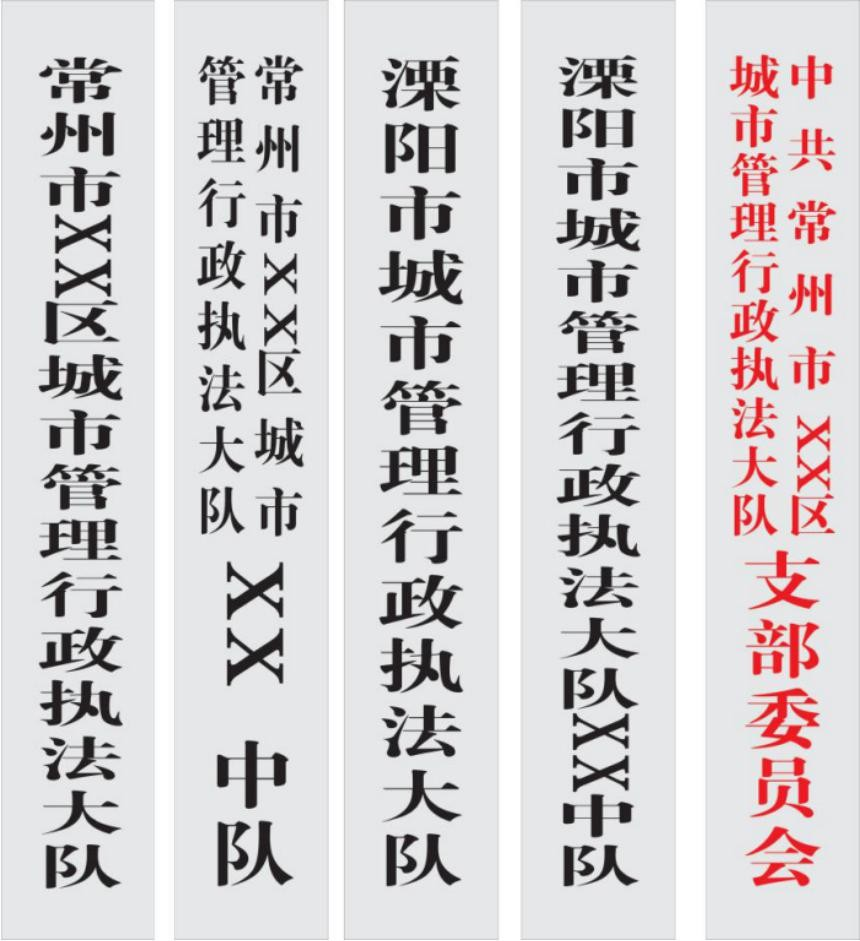 常州市XX区城市管理行政执法大队
常州市XX区城市
管理行政执法大队
XX中队
溧阳市城市管理行政执法大队
溧阳市城市管理行政执法大队XX中队
中共常州市XX区
城市管理行政执法大队
支部委员会